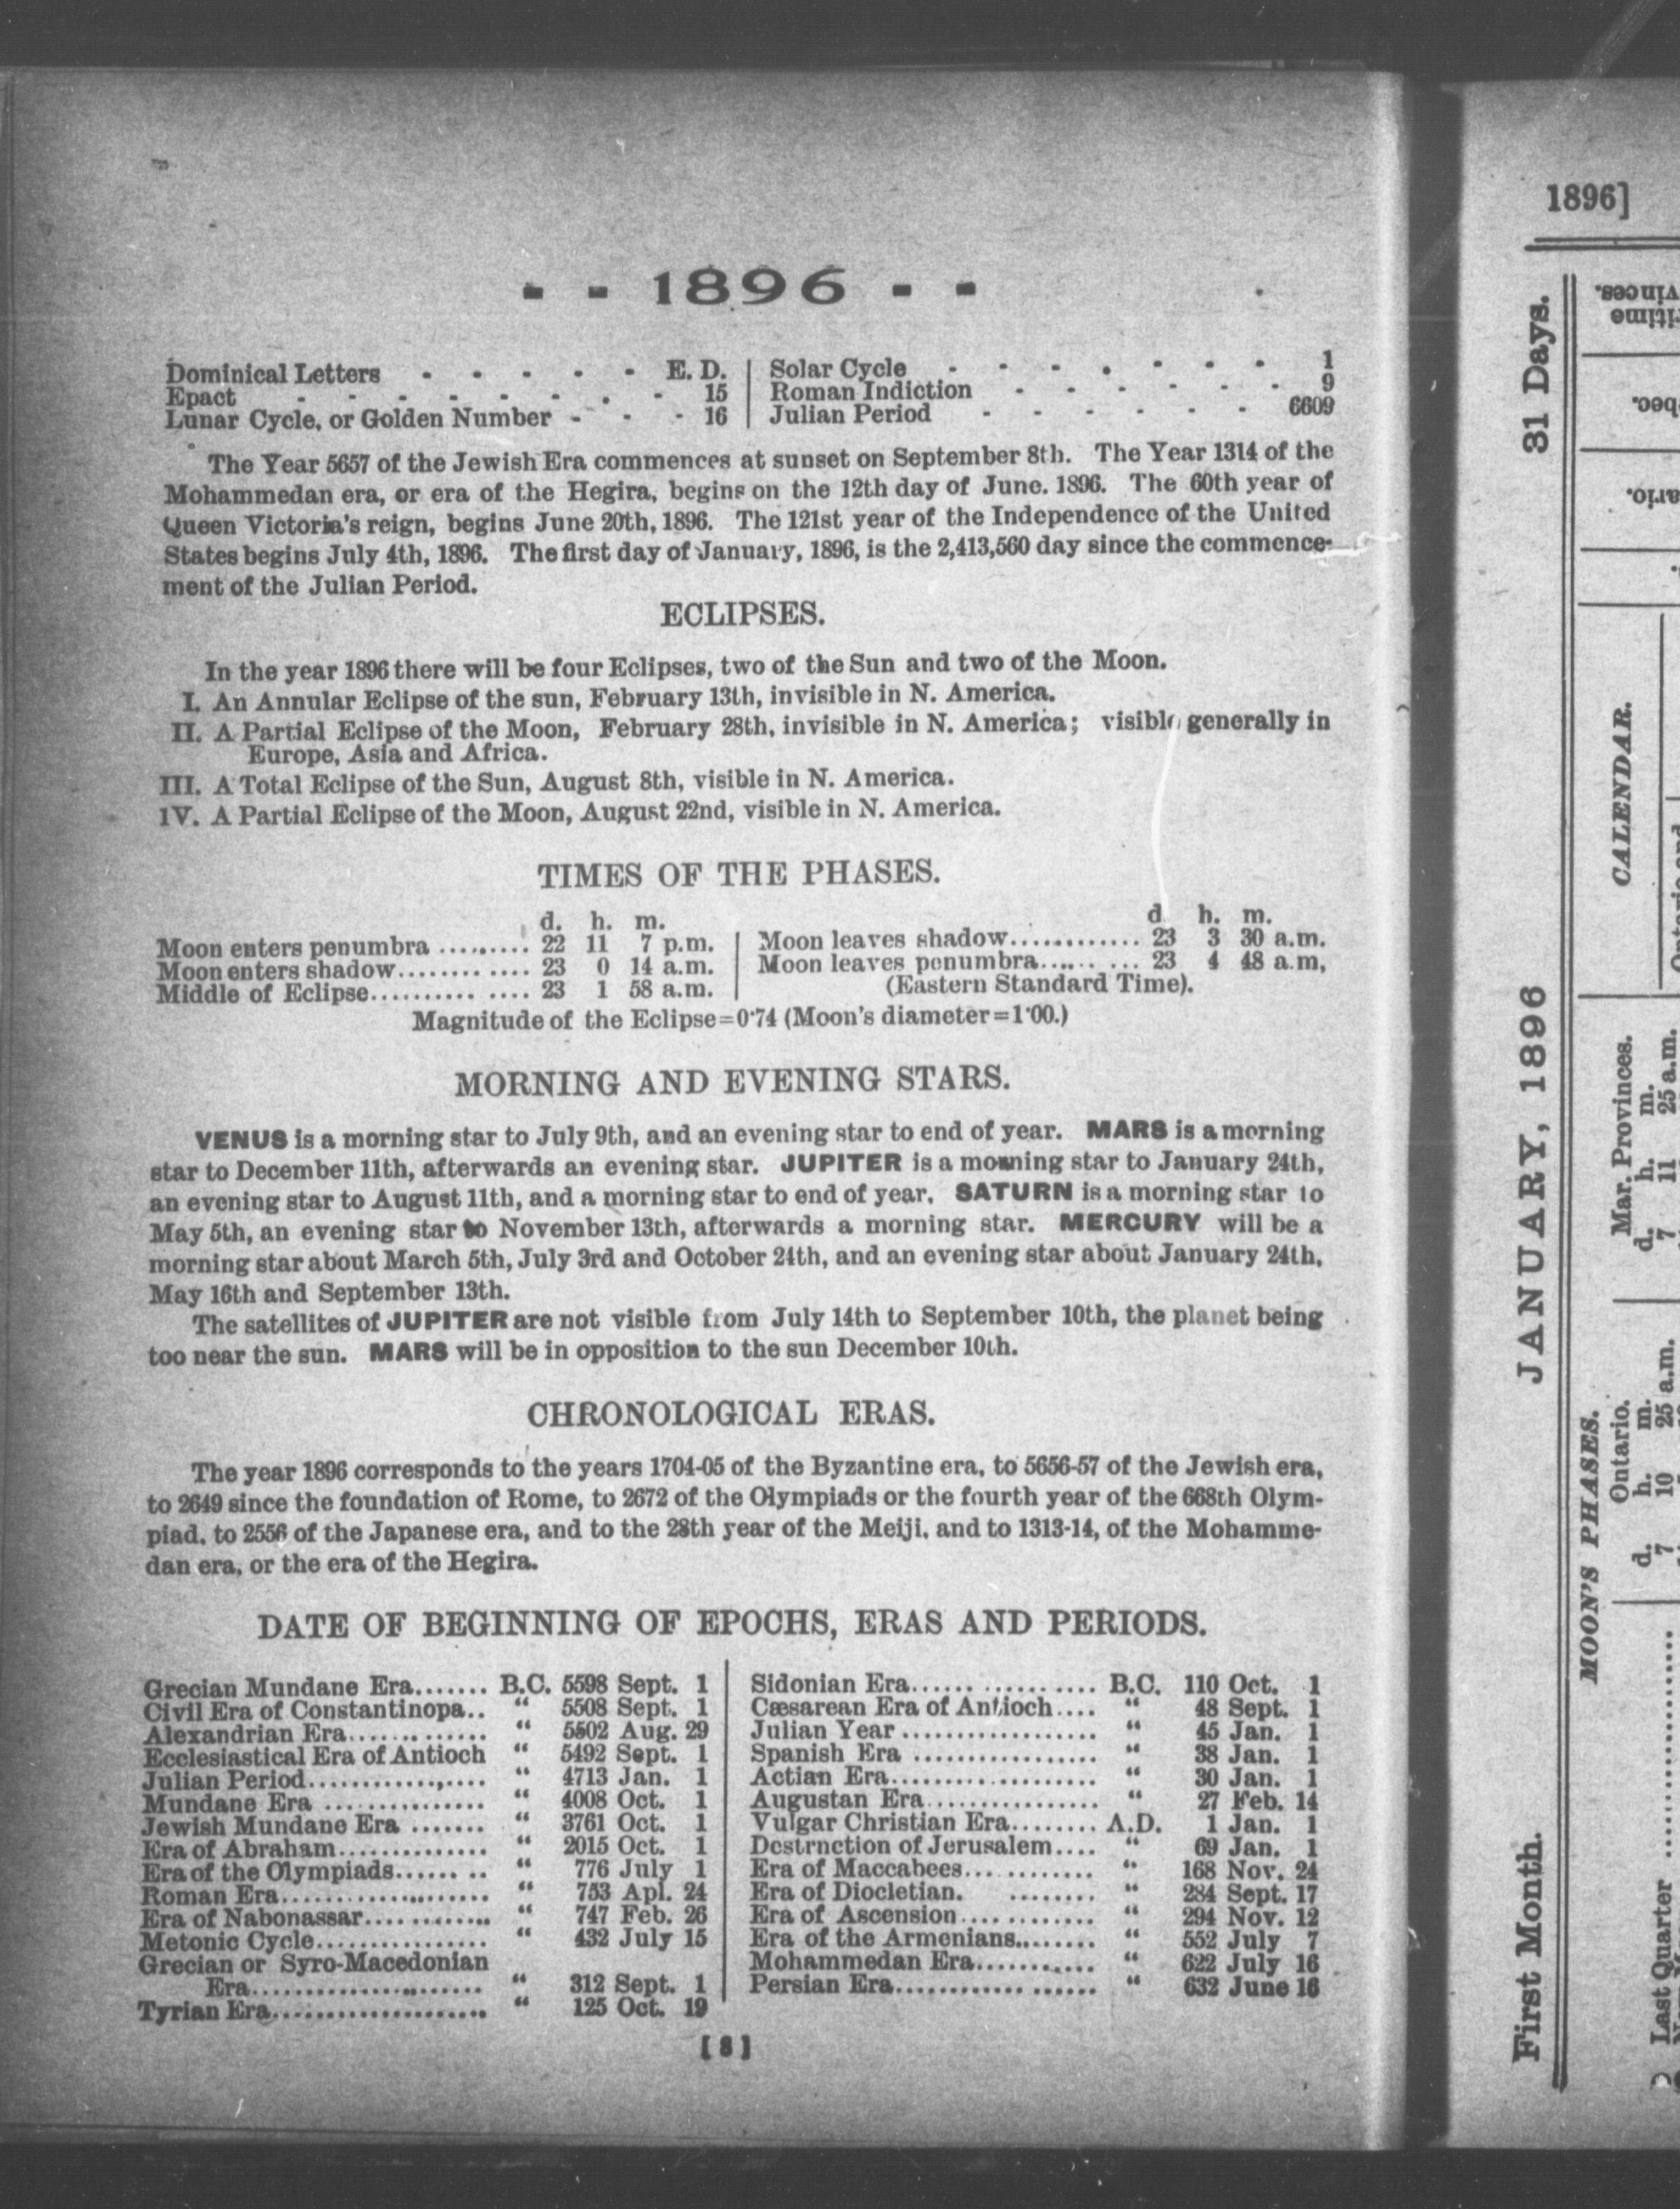 - - 1896 - -
Dominical Letters - - - - - E. D.
Epact - - - - - - - - 15
Lunar Cycle, or Golden Number - - - 16
Solar Cycle - - - - - - - 1
Roman Indiction - - - - - - 9
Julian Period - - - - - - 6609
The Year 5657 of the Jewish Era commences at sunset on September 8th. The Year 1314 of the
Mohammedan era, or era of the Hegira, begins on the 12th day of June. 1896. The 60th year of
Queen Victoria's reign, begins June 20th, 1896. The 121st year of the Independence of the United
States begins July 4th, 1896. The first day of January, 1896, is the 2,413,560 day since the commence-
ment of the Julian Period.
ECLIPSES.
In the year 1896 there will be four Eclipses, two of the Sun and two of the Moon.
I. An Annular Eclipse of the sun, February 13th, invisible in N. America.
II. A Partial Eclipse of the Moon, February 28th, invisible in N. America; visible generally in
Europe, Asia and Africa.
III. A Total Eclipse of the Sun, August 8th, visible in N. America.
1V. A Partial Eclipse of the Moon, August 22nd, visible in N. America.
TIMES OF THE PHASES.
d. h. m.
Moon enters penumbra ......... 22 11 7 p.m.
Moon enters shadow............ 23 0 14 a.m.
Middle of Eclipse.............. 23 1 58 a.m.
d h. m.
Moon leaves shadow............ 23 3 30 a.m.
Moon leaves penumbra.......... 23 4 48 a.m,
(Eastern Standard Time).
Magnitude of the Eclipse=0·74 (Moon's diameter=1·00.)
MORNING AND EVENING STARS.
VENUS is a morning star to July 9th, and an evening star to end of year. MARS is a morning
star to December 11th, afterwards an evening star. JUPITER is a morning star to January 24th,
an evening star to August 11th, and a morning star to end of year. SATURN is a morning star to
May 5th, an evening star to November 13th, afterwards a morning star. MERCURY will be a
morning star about March 5th, July 3rd and October 24th, and an evening star about January 24th,
May 16th and September 13th.
The satellites of JUPITER are not visible from July 14th to September 10th, the planet being
too near the sun. MARS will be in opposition to the sun December 10th.
CHRONOLOGICAL ERAS.
The year 1896 corresponds to the years 1704-05 of the Byzantine era, to 5656-57 of the Jewish era,
to 2649 since the foundation of Rome, to 2672 of the Olympiads or the fourth year of the 668th Olym-
piad, to 2556 of the Japanese era, and to the 28th year of the Meiji, and to 1313-14, of the Mohamme-
dan era, or the era of the Hegira.
DATE OF BEGINNING OF EPOCHS, ERAS AND PERIODS.
Grecian Mundane Era....... B.C. 5598 Sept. 1
Civil Era of Constantinopa.. " 5508 Sept. 1
Alexandrian Era............. " 5502 Aug. 29
Ecclesiastical Era of Antioch " 5492 Sept. 1
Julian Period................ " 4713 Jan. 1
Mundane Era ............... " 4008 Oct. 1
Jewish Mundane Era ....... " 3761 Oct. 1
Era of Abraham.............. " 2015 Oct. 1
Era of the Olympiads....... .. " 776 July 1
Roman Era................... " 753 Apl. 24
Era of Nabonassar............ " 747 Feb. 26
Metonic Cycle................ " 432 July 15
Grecian or Syro-Macedonian
Era...................... " 312 Sept. 1
Tyrian Era.................... " 125 Oct. 19
Sidonian Era.................. B.C. 110 Oct. 1
Cæsarean Era of Antioch.... " 48 Sept. 1
Julian Year .................. " 45 Jan. 1
Spanish Era ................. " 38 Jan. 1
Actian Era................... " 30 Jan. 1
Augustan Era................ " 27 Feb. 14
Vulgar Christian Era........ A.D. 1 Jan. 1
Destrnction of Jerusalem.... " 69 Jan. 1
Era of Maccabees............ " 168 Nov. 24
Era of Diocletian. ........ " 284 Sept. 17
Era of Ascension............. " 294 Nov. 12
Era of the Armenians........ " 552 July 7
Mohammedan Era........... " 622 July 16
Persian Era.................. " 632 June 16
[8]
1896]
First Month. JANUARY, 1896 31 Days.
MOON'S PHASES. CALENDAR.
Ontario. Mar. Provinces.
d. h. m. d. h. m.
Last Quarter 7 10 25 a.m. 7 11 25 a.m.